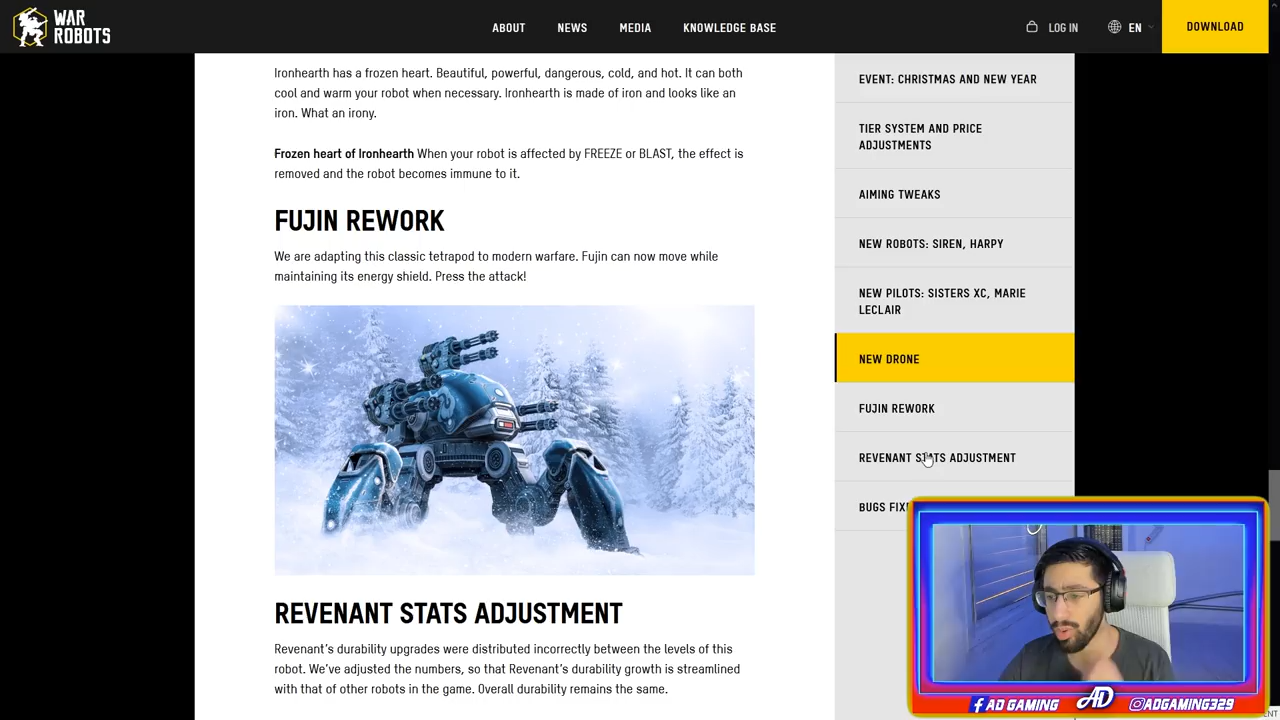 WAR
ROBOTS
ABOUT
NEWS
MEDIA
KNOWLEDGE BASE
LOG IN
EN
DOWNLOAD
Ironhearth has a frozen heart. Beautiful, powerful, dangerous, cold, and hot. It can both
cool and warm your robot when necessary. Ironhearth is made of iron and looks like an
iron. What an irony.
Frozen heart of Ironhearth When your robot is affected by FREEZE or BLAST, the effect is
removed and the robot becomes immune to it.
FUJIN REWORK
We are adapting this classic tetrapod to modern warfare. Fujin can now move while
maintaining its energy shield. Press the attack!
REVENANT STATS ADJUSTMENT
Revenant's durability upgrades were distributed incorrectly between the levels of this
robot. We've adjusted the numbers, so that Revenant's durability growth is streamlined
with that of other robots in the game. Overall durability remains the same.
EVENT: CHRISTMAS AND NEW YEAR
TIER SYSTEM AND PRICE
ADJUSTMENTS
AIMING TWEAKS
NEW ROBOTS: SIREN, HARPY
NEW PILOTS: SISTERS XC, MARIE
LECLAIR
NEW DRONE
FUJIN REWORK
REVENANT STATS ADJUSTMENT
BUGS
AD GAMING
AD
@ADGAMING329